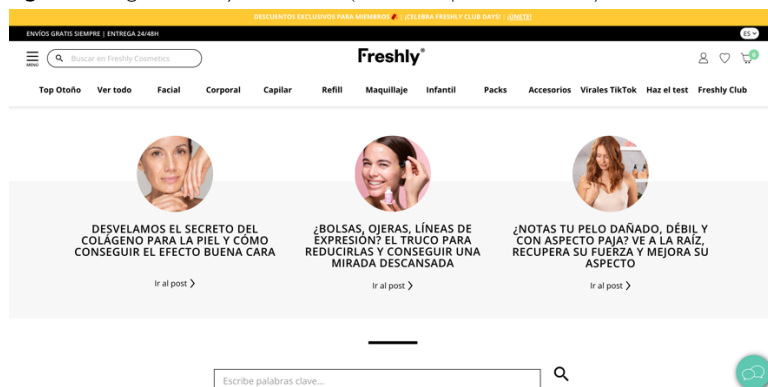 DESCUENTOS EXCLUSIVOS PARA MIEMBROS | ¡CELEBRA FRESHLY CLUB DAYS! | ¡ÚNETE!
ENVÍOS GRATIS SIEMPRE | ENTREGA 24/48H
ES
MENÚ
Buscar en Freshly Cosmetics
Freshly®
0
Top Otoño Ver todo Facial Corporal Capilar Refill Maquillaje Infantil Packs Accesorios Virales TikTok Haz el test Freshly Club
DESVELAMOS EL SECRETO DEL
COLÁGENO PARA LA PIEL Y CÓMO
CONSEGUIR EL EFECTO BUENA CARA
Ir al post
¿BOLSAS, OJERAS, LÍNEAS DE
EXPRESIÓN? EL TRUCO PARA
REDUCIRLAS Y CONSEGUIR UNA
MIRADA DESCANSADA
Ir al post
¿NOTAS TU PELO DAÑADO, DÉBIL Y
CON ASPECTO PAJA? VE A LA RAÍZ,
RECUPERA SU FUERZA Y MEJORA SU
ASPECTO
Ir al post
Escribe palabras clave...